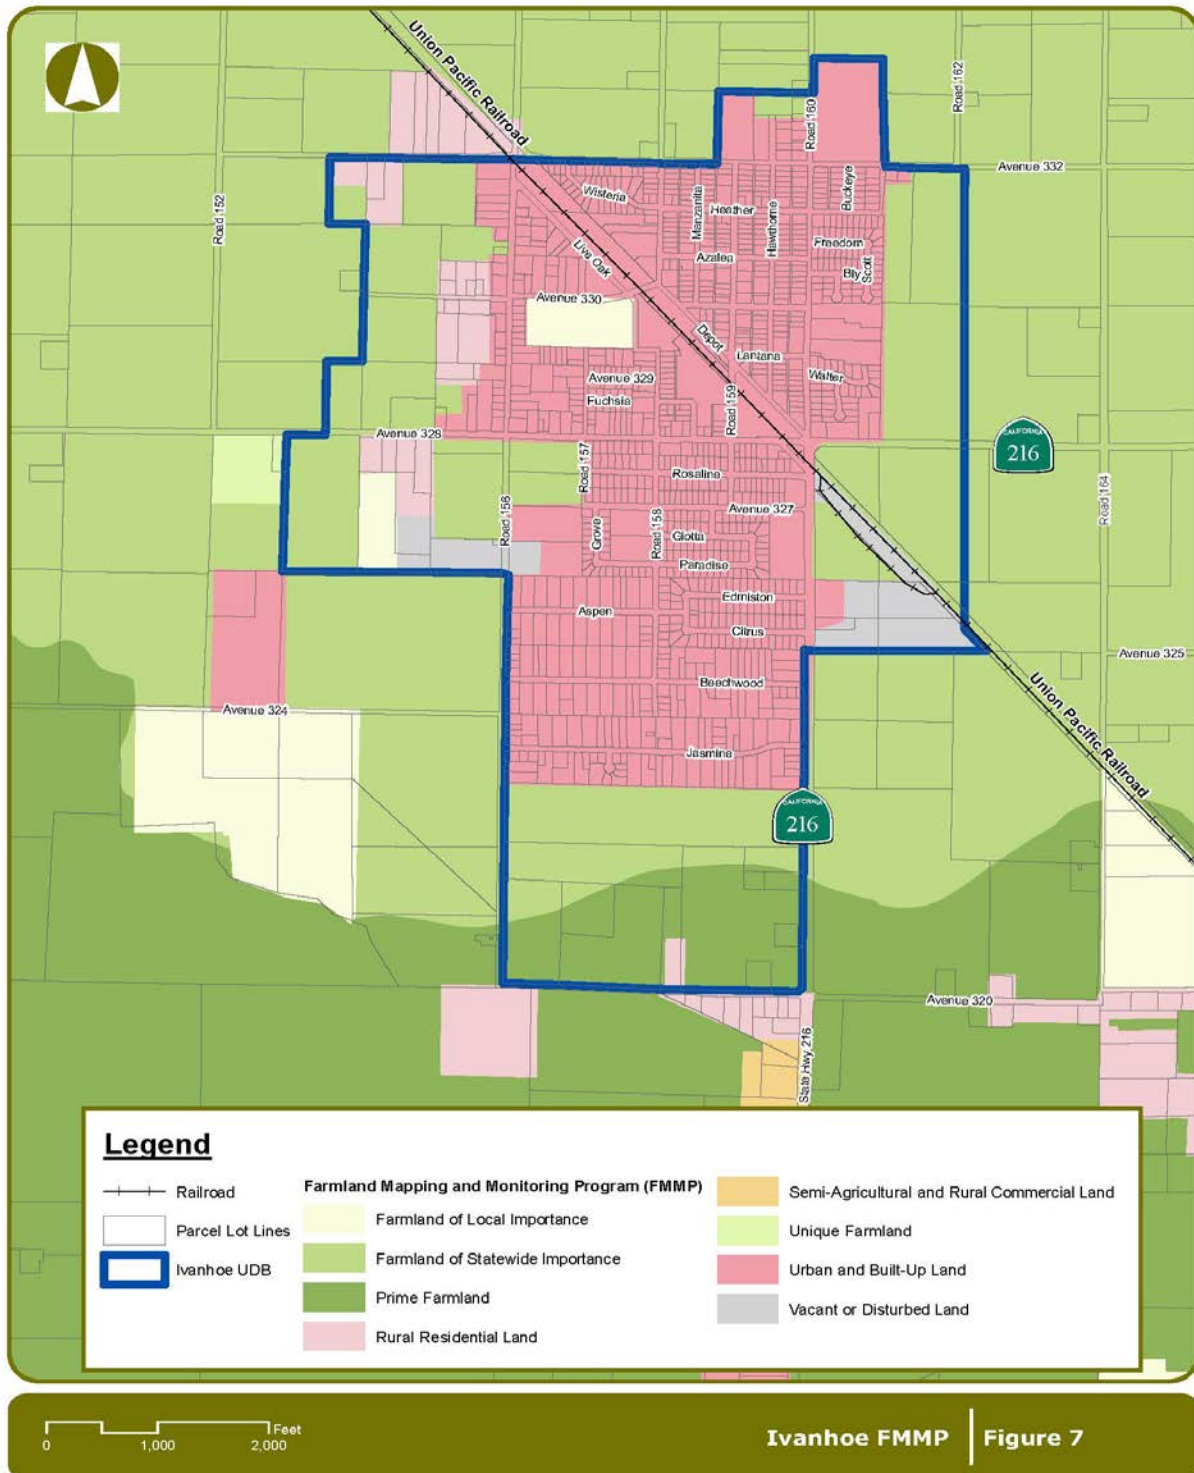 Union Pacific Railroad
Road 162
Road 160
Avenue 332
Buckeye
Wisteria
Manzanita
Heather
Hawthorne
Road 152
Freedom
Live Oak
Azalea
Bly
Scott
Avenue 330
Depot
Lantana
Walter
Avenue 329
Fuchsia
Road 159
Avenue 328
CALIFORNIA
216
Road 157
Rosaline
Road 164
Avenue 327
Road 156
Grove
Road 158
Giotta
Paradise
Edmiston
Aspen
Citrus
Avenue 325
Beechwood
Union Pacific Railroad
Avenue 324
Jasmine
CALIFORNIA
216
Avenue 320
State Hwy 216
Legend
Railroad
Parcel Lot Lines
Ivanhoe UDB
Farmland Mapping and Monitoring Program (FMMP)
Farmland of Local Importance
Farmland of Statewide Importance
Prime Farmland
Rural Residential Land
Semi-Agricultural and Rural Commercial Land
Unique Farmland
Urban and Built-Up Land
Vacant or Disturbed Land
Feet
0 1,000 2,000
Ivanhoe FMMP | Figure 7